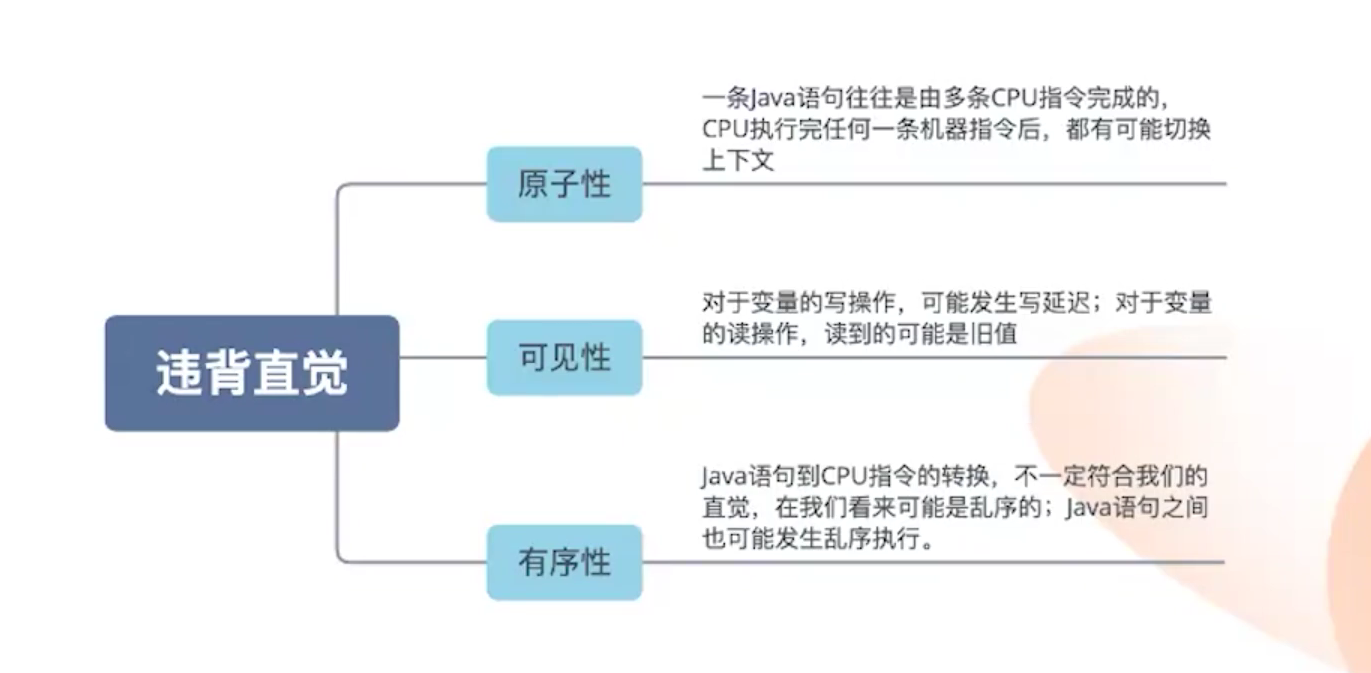 违背直觉
原子性
一条Java语句往往是由多条CPU指令完成的，
CPU执行完任何一条机器指令后，都有可能切换
上下文
可见性
对于变量的写操作，可能发生写延迟；对于变量
的读操作，读到的可能是旧值
有序性
Java语句到CPU指令的转换，不一定符合我们的
直觉，在我们看来可能是乱序的；Java语句之间
也可能发生乱序执行。